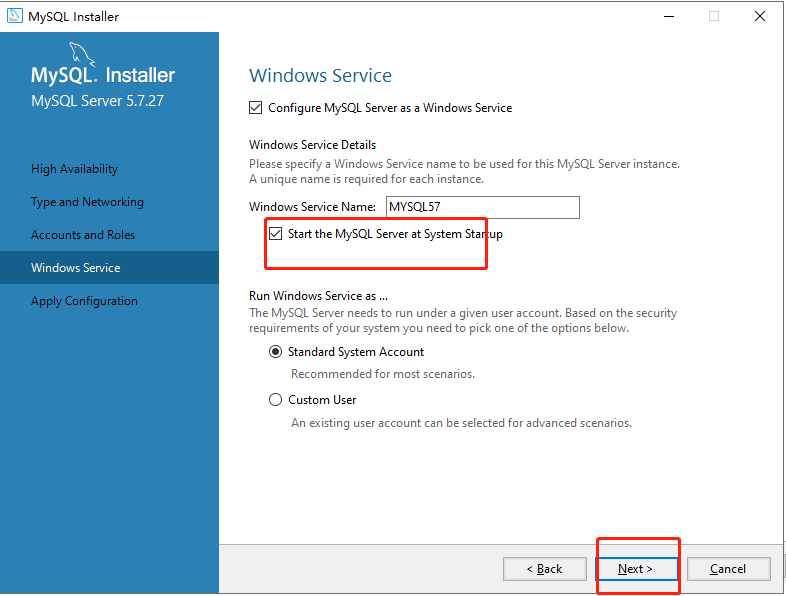 MySQL Installer
MySQL. Installer
MySQL Server 5.7.27
High Availability
Type and Networking
Accounts and Roles
Windows Service
Apply Configuration
Windows Service
Configure MySQL Server as a Windows Service
Windows Service Details
Please specify a Windows Service name to be used for this MySQL Server instance.
A unique name is required for each instance.
Windows Service Name: MYSQL57
Start the MySQL Server at System Startup
Run Windows Service as ...
The MySQL Server needs to run under a given user account. Based on the security
requirements of your system you need to pick one of the options below.
Standard System Account
Recommended for most scenarios.
Custom User
An existing user account can be selected for advanced scenarios.
< Back Next > Cancel